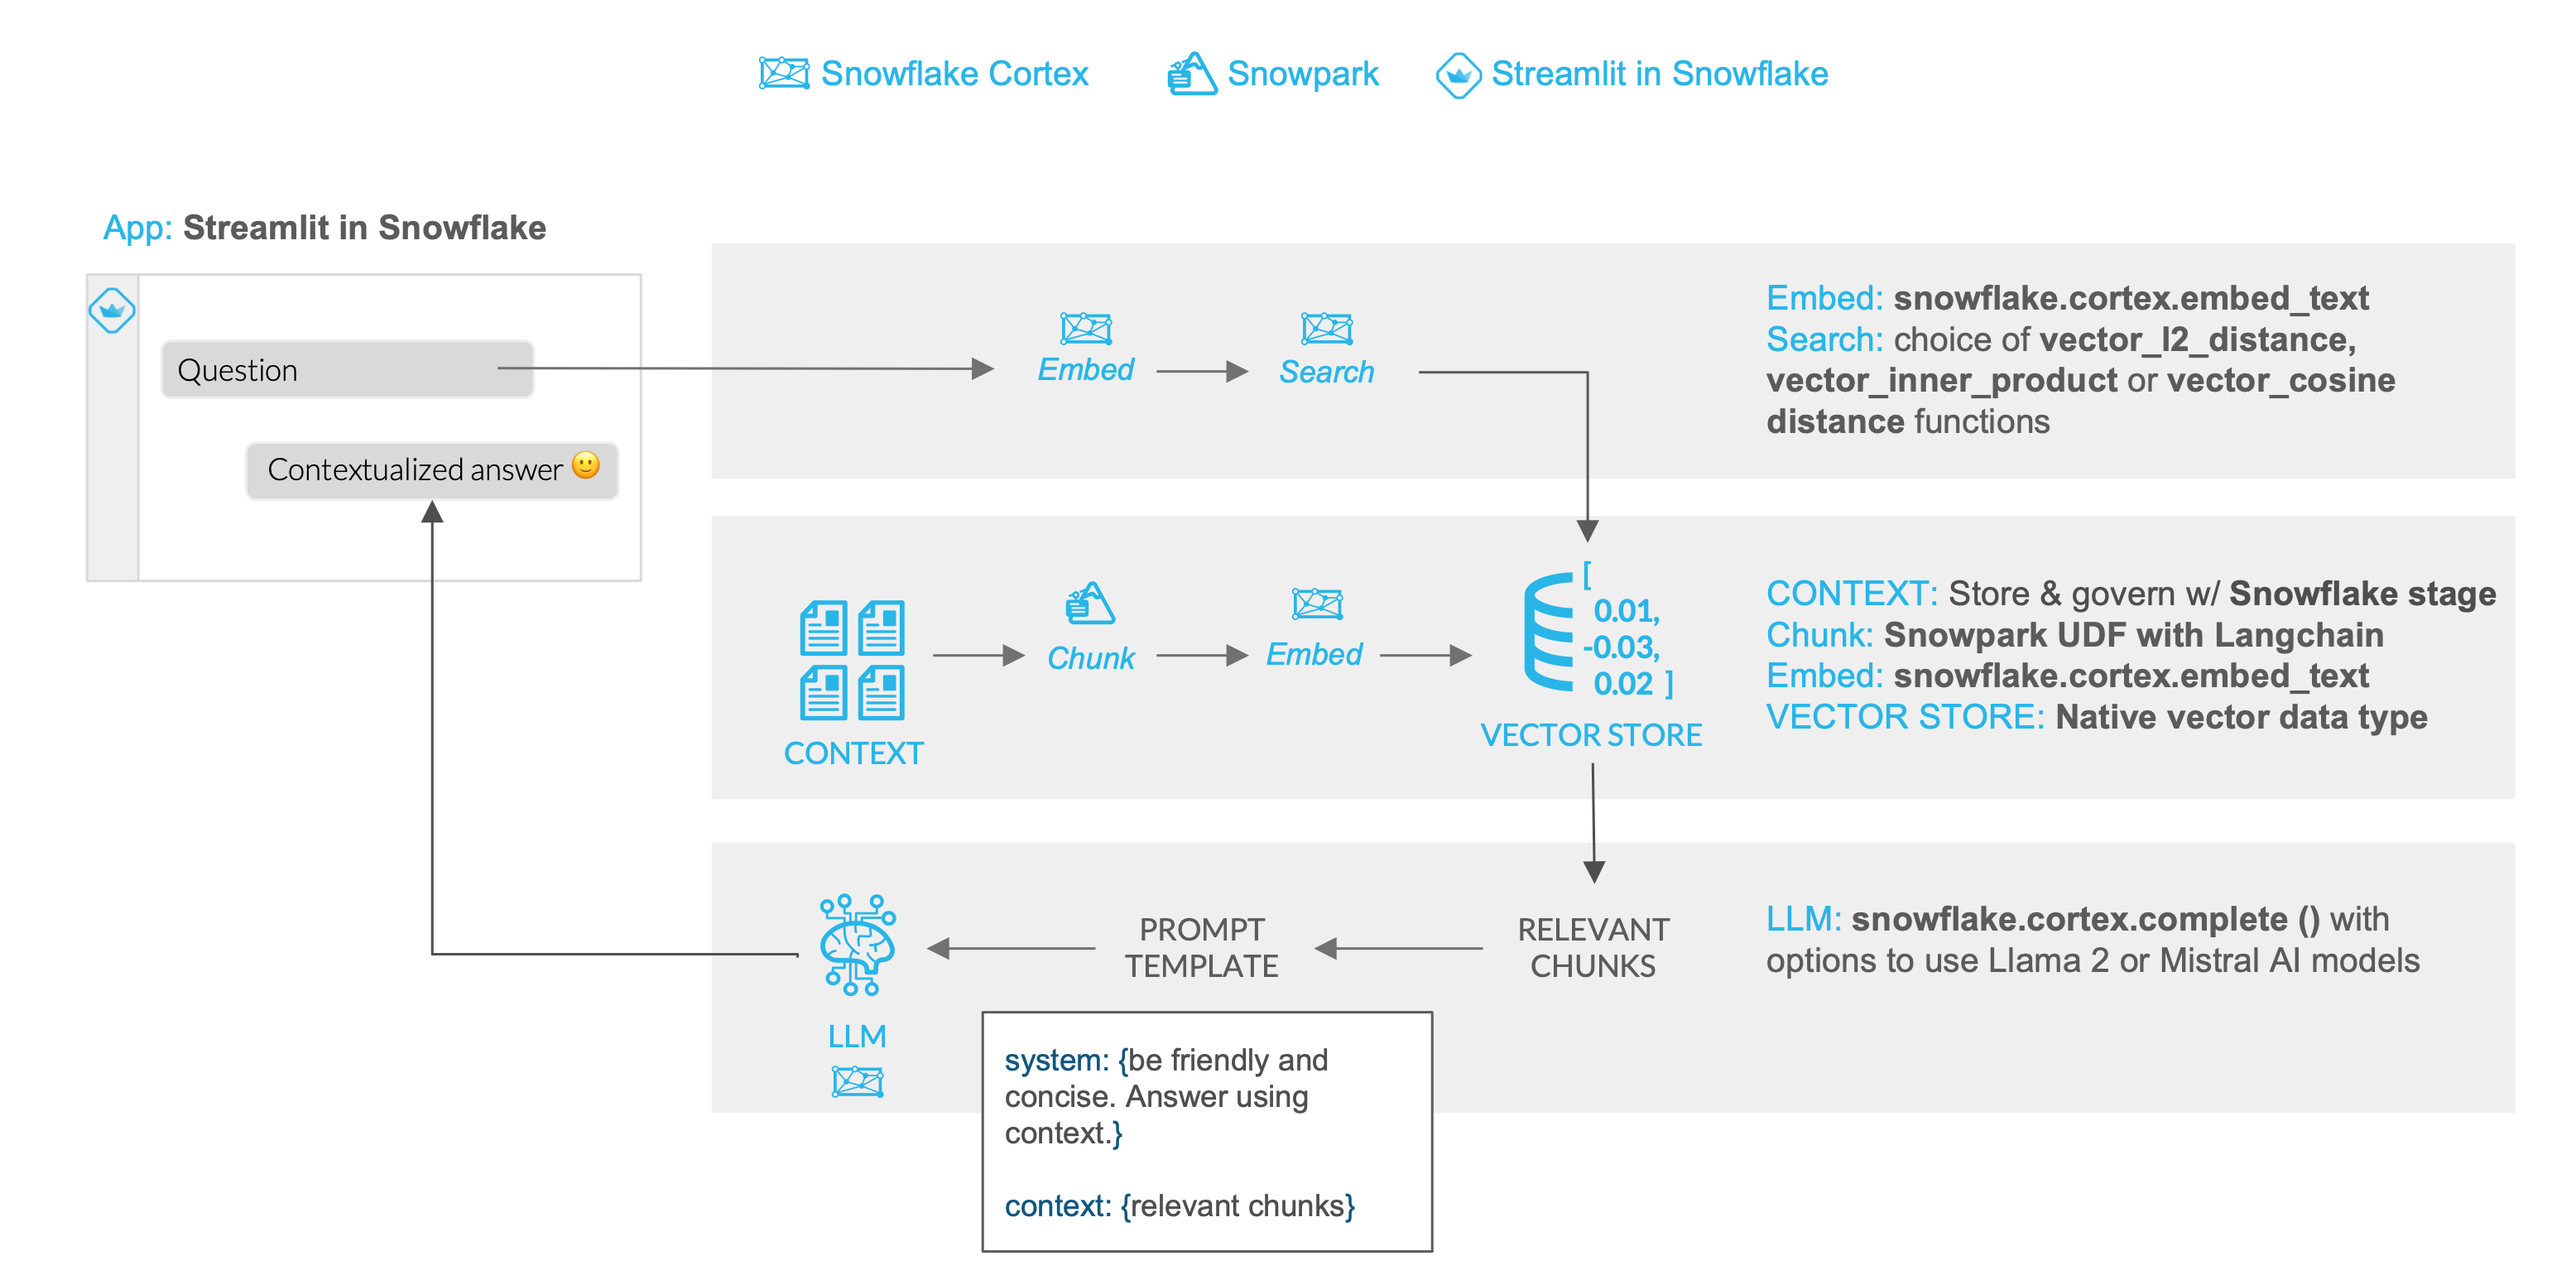 Snowflake Cortex
Snowpark
Streamlit in Snowflake
App: Streamlit in Snowflake
Question
Contextualized answer 🙂
Embed
Search
Embed: snowflake.cortex.embed_text
Search: choice of vector_l2_distance,
vector_inner_product or vector_cosine
distance functions
CONTEXT
Chunk
Embed
[
0.01,
-0.03,
0.02 ]
VECTOR STORE
CONTEXT: Store & govern w/ Snowflake stage
Chunk: Snowpark UDF with Langchain
Embed: snowflake.cortex.embed_text
VECTOR STORE: Native vector data type
LLM
PROMPT
TEMPLATE
RELEVANT
CHUNKS
LLM: snowflake.cortex.complete () with
options to use Llama 2 or Mistral AI models
system: {be friendly and
concise. Answer using
context.}
context: {relevant chunks}